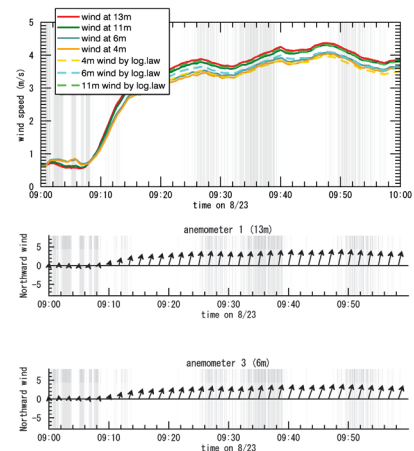 wind at 13m
wind at 11m
wind at 6m
wind at 4m
4m wind by log.law
6m wind by log.law
11m wind by log.law
5
4
3
2
1
0
wind speed (m/s)
09:00 09:10 09:20 09:30 09:40 09:50 10:00
time on 8/23
anemometer 1 (13m)
5
0
-5
Northward wind
09:00 09:10 09:20 09:30 09:40 09:50
time on 8/23
anemometer 3 (6m)
5
0
-5
Northward wind
09:00 09:10 09:20 09:30 09:40 09:50
time on 8/23